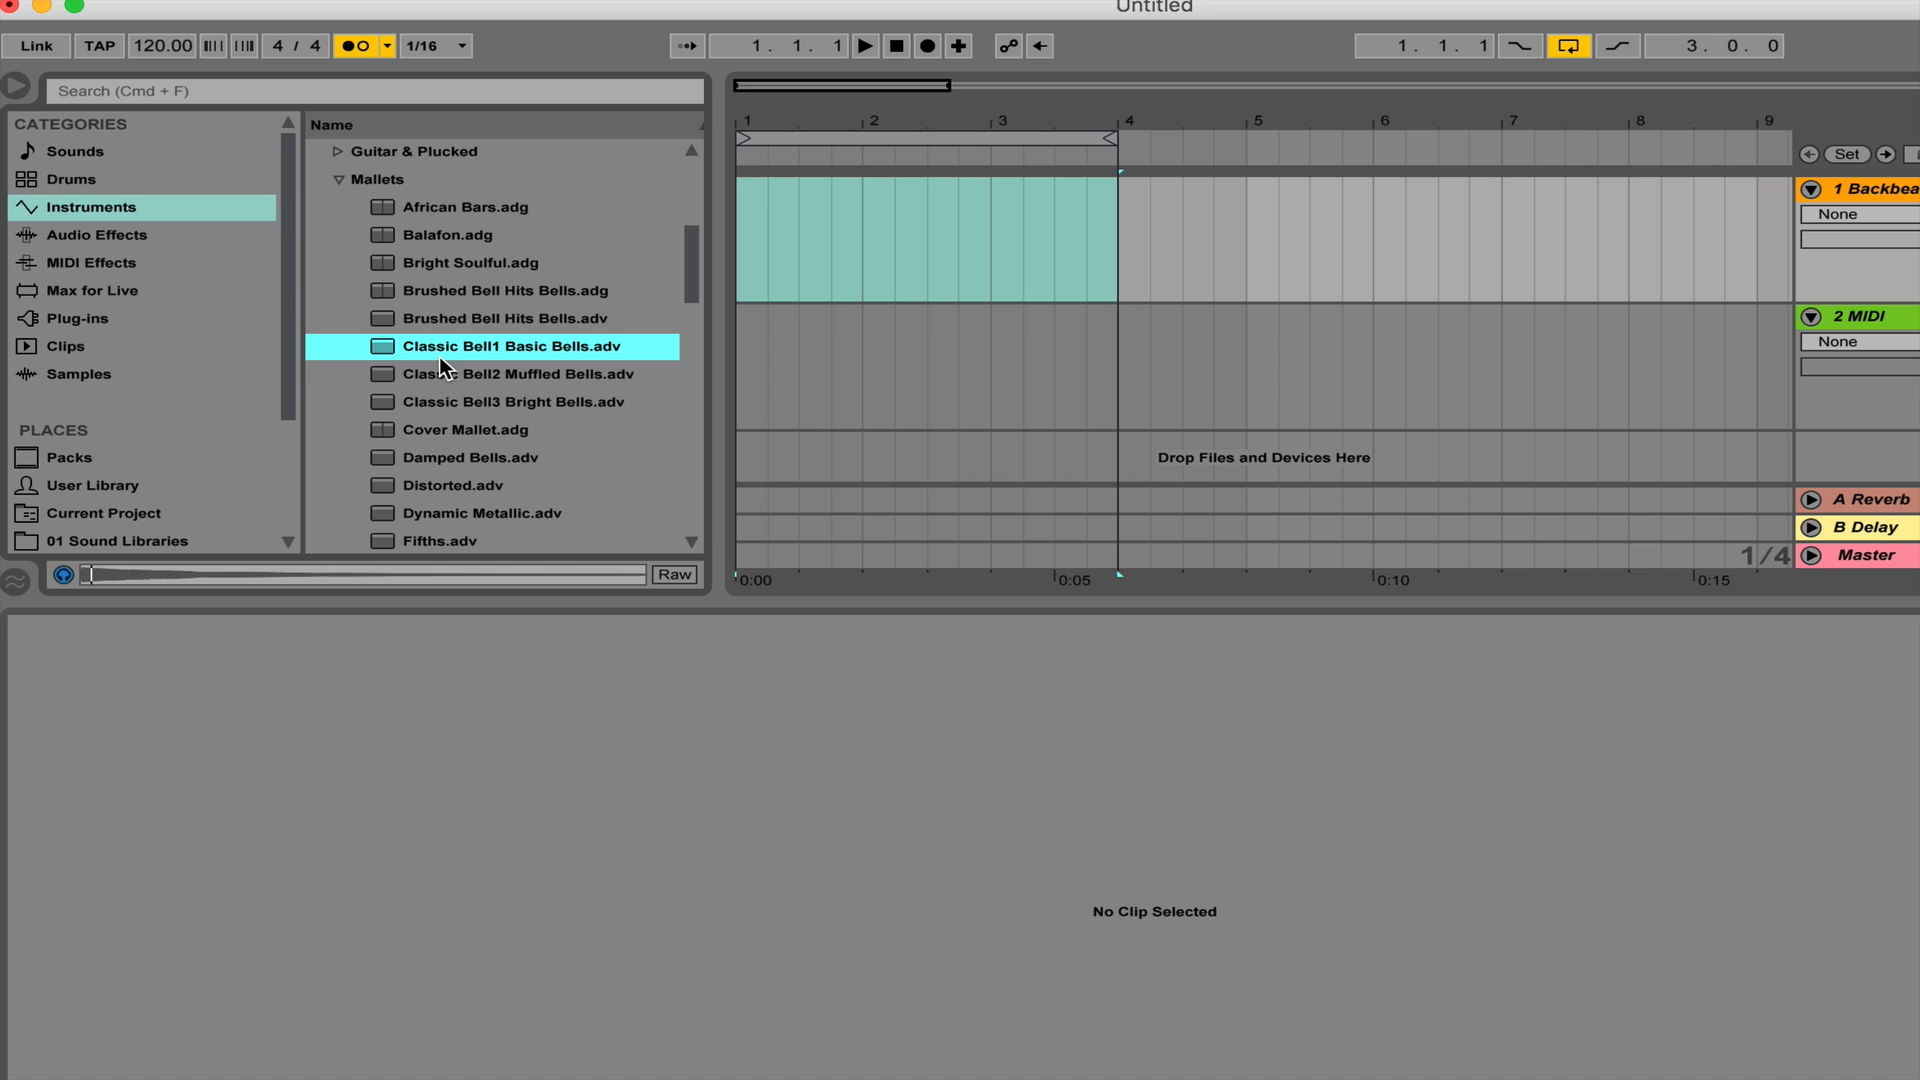 Untitled
Link TAP 120.00 4 / 4 1/16 1. 1. 1 1. 1. 1 3. 0. 0
Search (Cmd + F)
CATEGORIES
Sounds
Drums
Instruments
Audio Effects
MIDI Effects
Max for Live
Plug-ins
Clips
Samples
PLACES
Packs
User Library
Current Project
01 Sound Libraries
Name
Guitar & Plucked
Mallets
African Bars.adg
Balafon.adg
Bright Soulful.adg
Brushed Bell Hits Bells.adg
Brushed Bell Hits Bells.adv
Classic Bell1 Basic Bells.adv
Classic Bell2 Muffled Bells.adv
Classic Bell3 Bright Bells.adv
Cover Mallet.adg
Damped Bells.adv
Distorted.adv
Dynamic Metallic.adv
Fifths.adv
Raw
1 2 3 4 5 6 7 8 9
Set
1 Backbea
None
2 MIDI
None
Drop Files and Devices Here
A Reverb
B Delay
1/4 Master
0:00 0:05 0:10 0:15
No Clip Selected